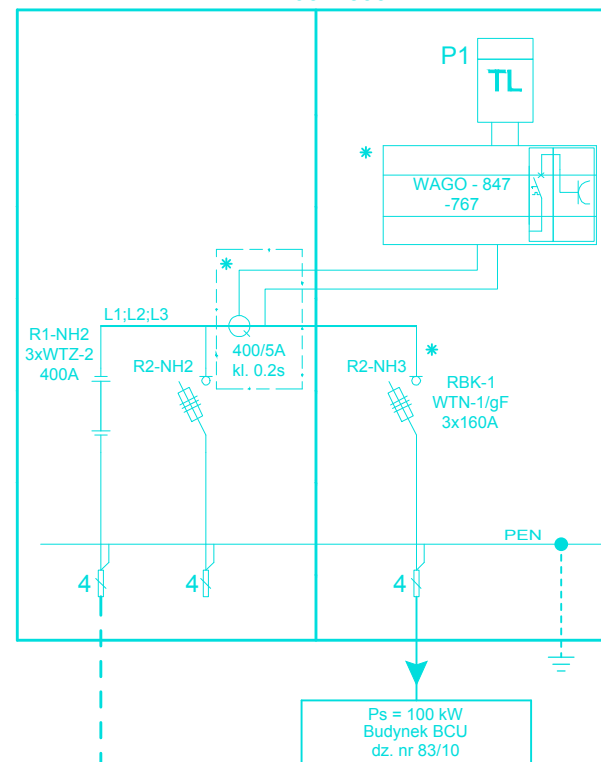 P1
TL
*
WAGO - 847
-767
*
L1;L2;L3
R1-NH2
3xWTZ-2
400A
R2-NH2
400/5A
kl. 0.2s
R2-NH3
*
RBK-1
WTN-1/gF
3x160A
PEN
4
4
4
Ps = 100 kW
Budynek BCU
dz. nr 83/10